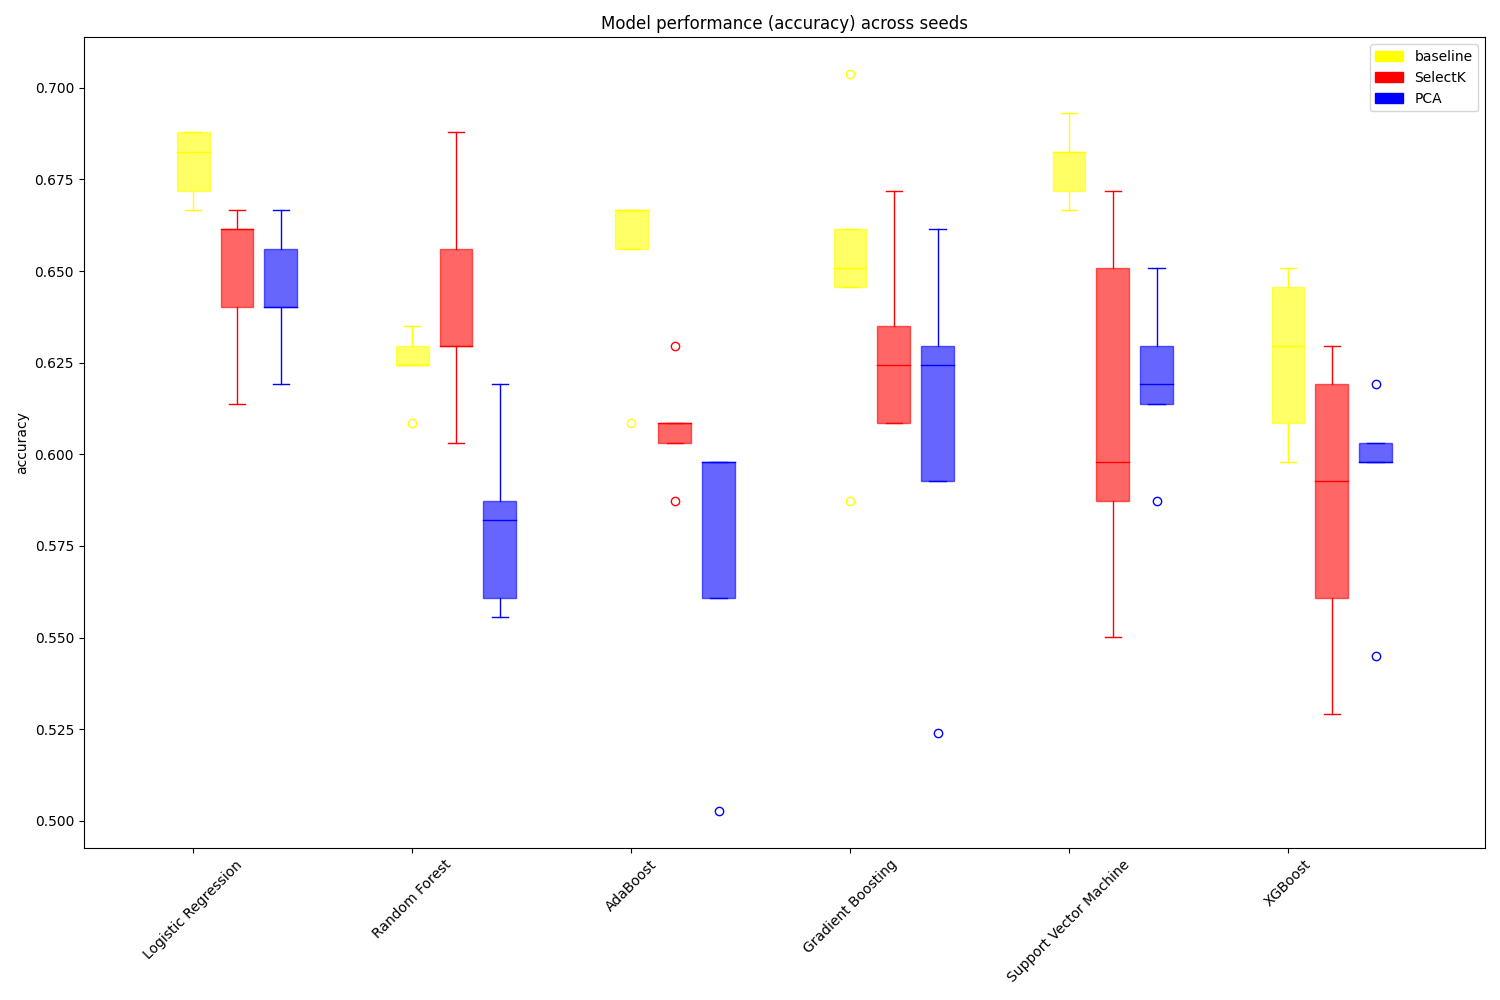 Model performance (accuracy) across seeds
baseline
SelectK
PCA
accuracy
0.700
0.675
0.650
0.625
0.600
0.575
0.550
0.525
0.500
Logistic Regression
Random Forest
AdaBoost
Gradient Boosting
Support Vector Machine
XGBoost